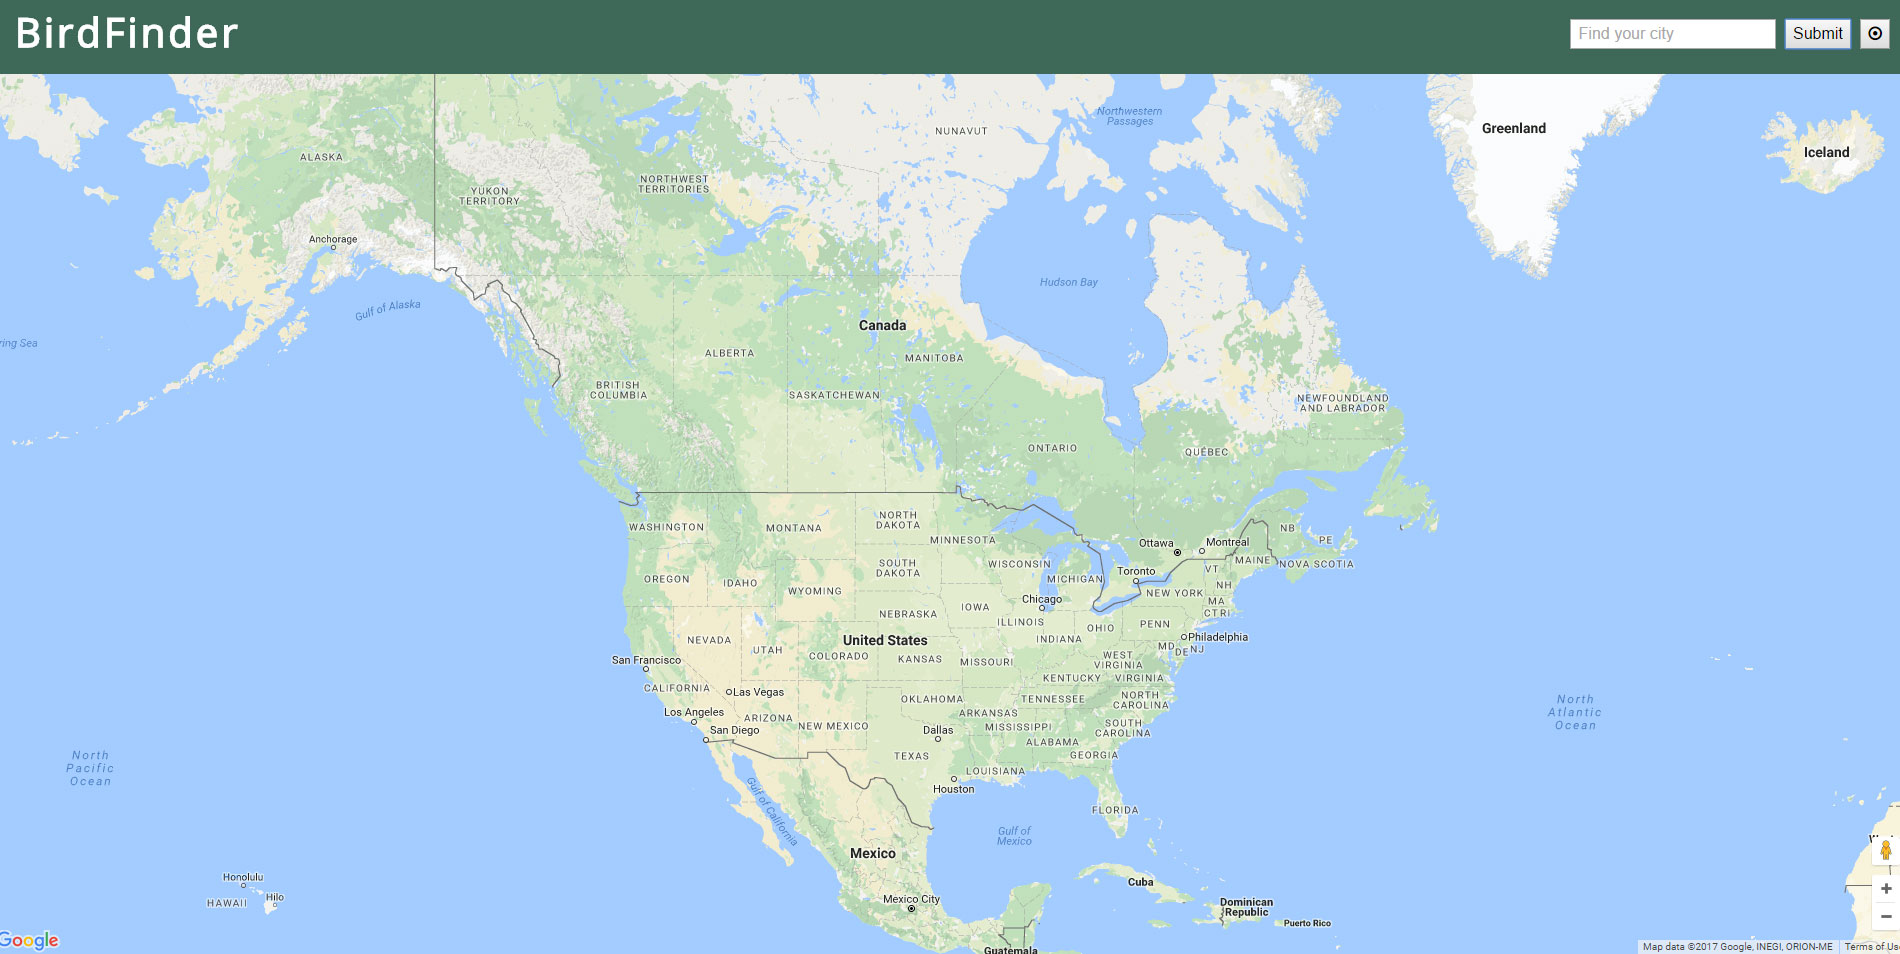 BirdFinder
Find your city
Submit
Northwestern
Passages
NUNAVUT
Greenland
Iceland
ALASKA
NORTHWEST
TERRITORIES
YUKON
TERRITORY
Anchorage
Hudson Bay
Gulf of Alaska
Canada
ring Sea
ALBERTA
MANITOBA
BRITISH
COLUMBIA
SASKATCHEWAN
NEWFOUNDLAND
AND LABRADOR
ONTARIO
QUÉBEC
WASHINGTON
MONTANA
NORTH
DAKOTA
MINNESOTA
NB
PE
Ottawa
Montreal
MAINE
NOVA SCOTIA
WISCONSIN
SOUTH
DAKOTA
Toronto
VT
MICHIGAN
OREGON
IDAHO
WYOMING
NH
NEW YORK
MA
Chicago
IOWA
NEBRASKA
CT
RI
ILLINOIS
OHIO
PENN
INDIANA
Philadelphia
NEVADA
United States
UTAH
COLORADO
KANSAS
MISSOURI
WEST
VIRGINIA
MD
DE
NJ
San Francisco
KENTUCKY
VIRGINIA
CALIFORNIA
Las Vegas
OKLAHOMA
TENNESSEE
NORTH
CAROLINA
Los Angeles
ARIZONA
NEW MEXICO
ARKANSAS
MISSISSIPPI
SOUTH
CAROLINA
North
Atlantic
Ocean
San Diego
Dallas
ALABAMA
GEORGIA
TEXAS
North
Pacific
Ocean
LOUISIANA
Houston
Gulf of California
FLORIDA
Gulf of
Mexico
Mexico
Honolulu
HAWAII
Hilo
Cuba
Mexico City
Dominican
Republic
Puerto Rico
Google
Guatemala
Map data ©2017 Google, INEGI, ORION-ME
Terms of Us